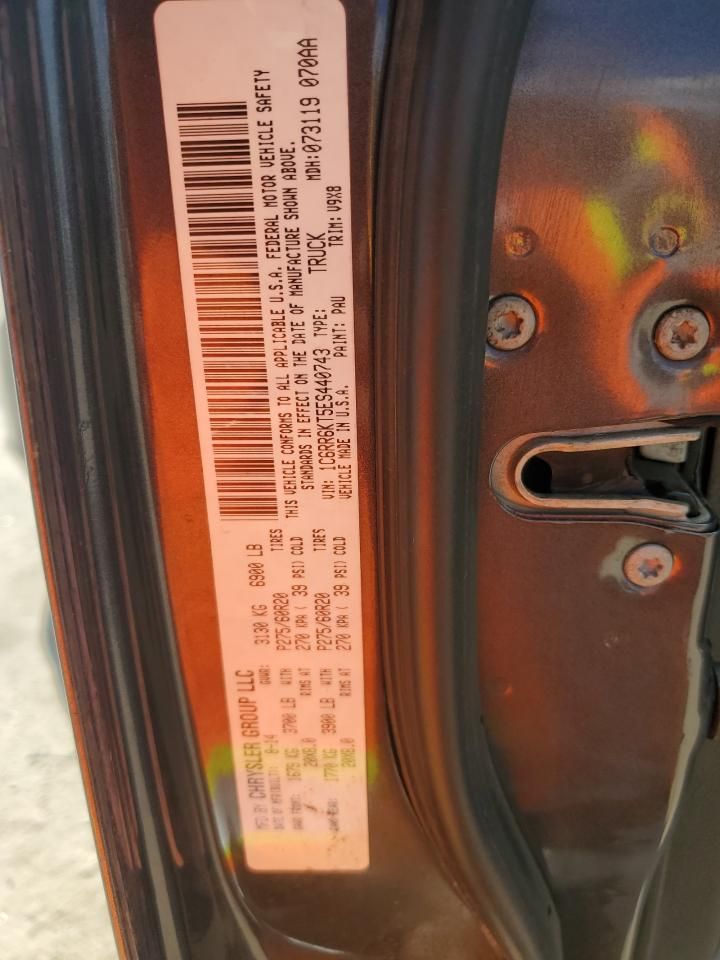 MFD BY: CHRYSLER GROUP LLC
DATE OF MFR(BUILT): 8-14 GVWR: 3130 KG 6900 LB
GAWR FRONT: 1675 KG 3700 LB WITH P275/60R20 TIRES
20X8.0 RIMS AT 270 KPA ( 39 PSI) COLD
GAWR REAR: 1770 KG 3900 LB WITH P275/60R20 TIRES
20X8.0 RIMS AT 270 KPA ( 39 PSI) COLD
THIS VEHICLE CONFORMS TO ALL APPLICABLE U.S.A. FEDERAL MOTOR VEHICLE SAFETY
STANDARDS IN EFFECT ON THE DATE OF MANUFACTURE SHOWN ABOVE.
VIN: 1C6RR6KT5ES440743 TYPE: TRUCK MDH:073119 070AA
VEHICLE MADE IN U.S.A. PAINT: PAU TRIM: V9X8